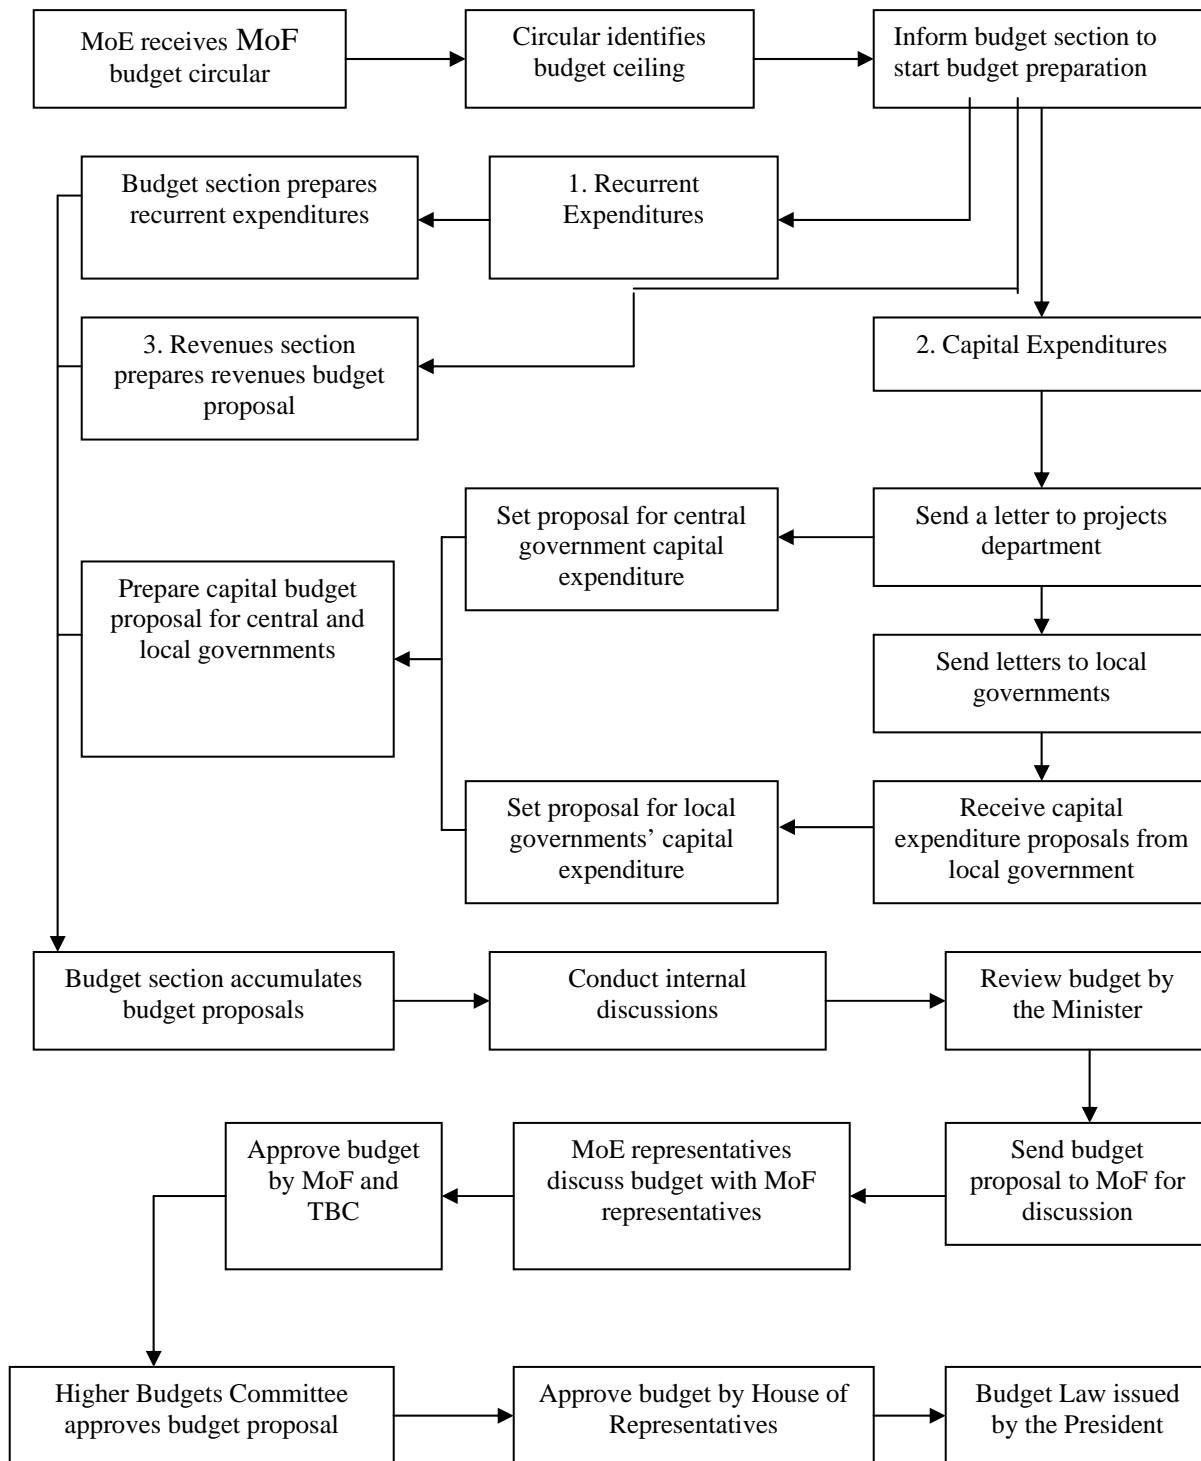 MoE receives MoF
budget circular
Circular identifies
budget ceiling
Inform budget section to
start budget preparation
Budget section prepares
recurrent expenditures
1. Recurrent
Expenditures
3. Revenues section
prepares revenues budget
proposal
2. Capital Expenditures
Set proposal for central
government capital
expenditure
Send a letter to projects
department
Prepare capital budget
proposal for central and
local governments
Send letters to local
governments
Set proposal for local
governments’ capital
expenditure
Receive capital
expenditure proposals from
local government
Budget section accumulates
budget proposals
Conduct internal
discussions
Review budget by
the Minister
Approve budget
by MoF and
TBC
MoE representatives
discuss budget with MoF
representatives
Send budget
proposal to MoF for
discussion
Higher Budgets Committee
approves budget proposal
Approve budget by House of
Representatives
Budget Law issued
by the President